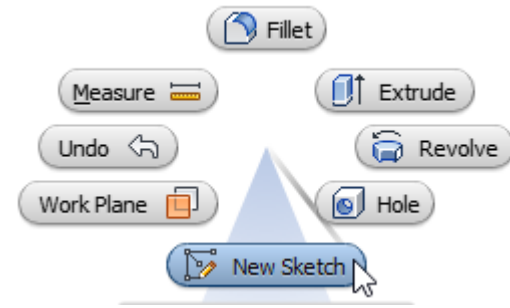 Fillet
Measure
Extrude
Undo
Revolve
Work Plane
Hole
New Sketch